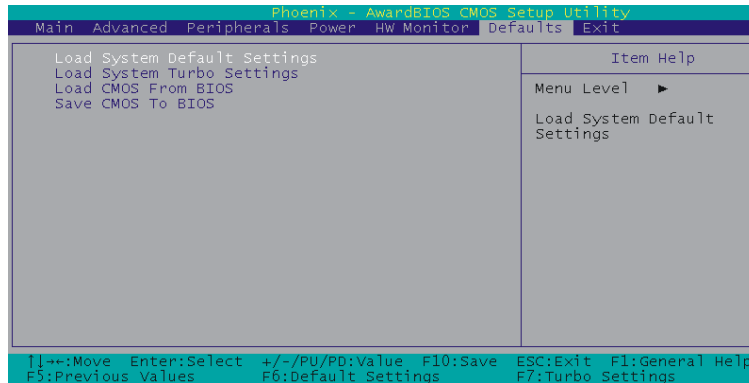 Phoenix - AwardBIOS CMOS Setup Utility
Main Advanced Peripherals Power HW Monitor Defaults Exit
Load System Default Settings
Load System Turbo Settings
Load CMOS From BIOS
Save CMOS To BIOS
Item Help
Menu Level ►
Load System Default
Settings
↑↓→←:Move Enter:Select +/-/PU/PD:Value F10:Save ESC:Exit F1:General Help
F5:Previous Values F6:Default Settings F7:Turbo Settings